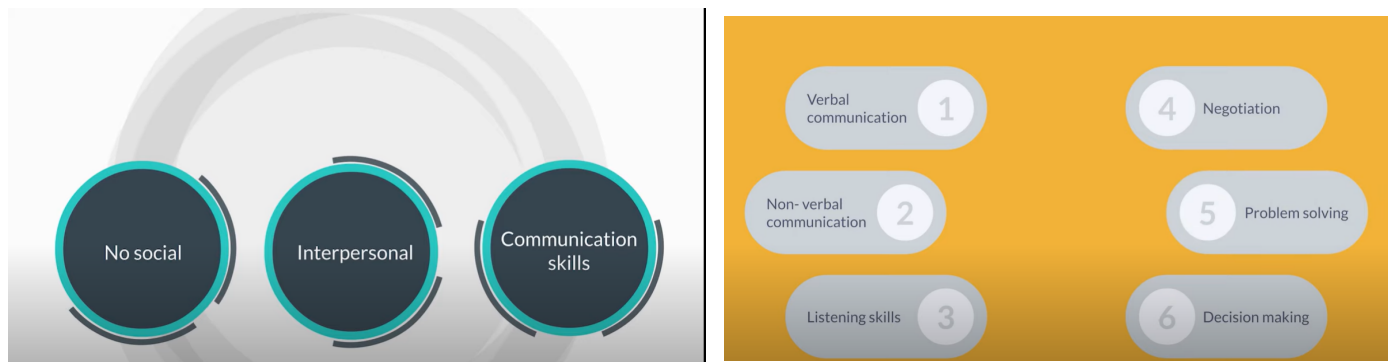 No social
Interpersonal
Communication
skills
Verbal
communication
1
Non- verbal
communication
2
Listening skills
3
4
Negotiation
5
Problem solving
6
Decision making